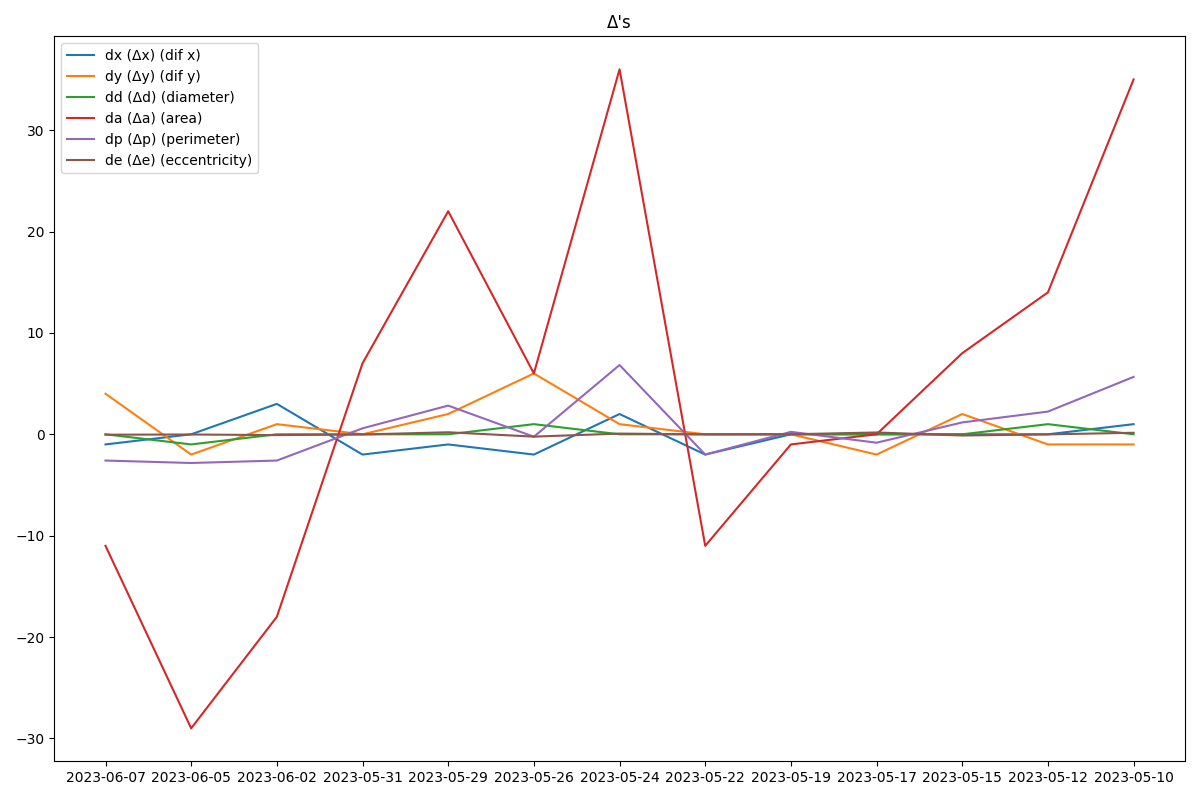 Δ's
dx (Δx) (dif x)
dy (Δy) (dif y)
dd (Δd) (diameter)
da (Δa) (area)
dp (Δp) (perimeter)
de (Δe) (eccentricity)
30
20
10
0
−10
−20
−30
2023-06-07 2023-06-05 2023-06-02 2023-05-31 2023-05-29 2023-05-26 2023-05-24 2023-05-22 2023-05-19 2023-05-17 2023-05-15 2023-05-12 2023-05-10